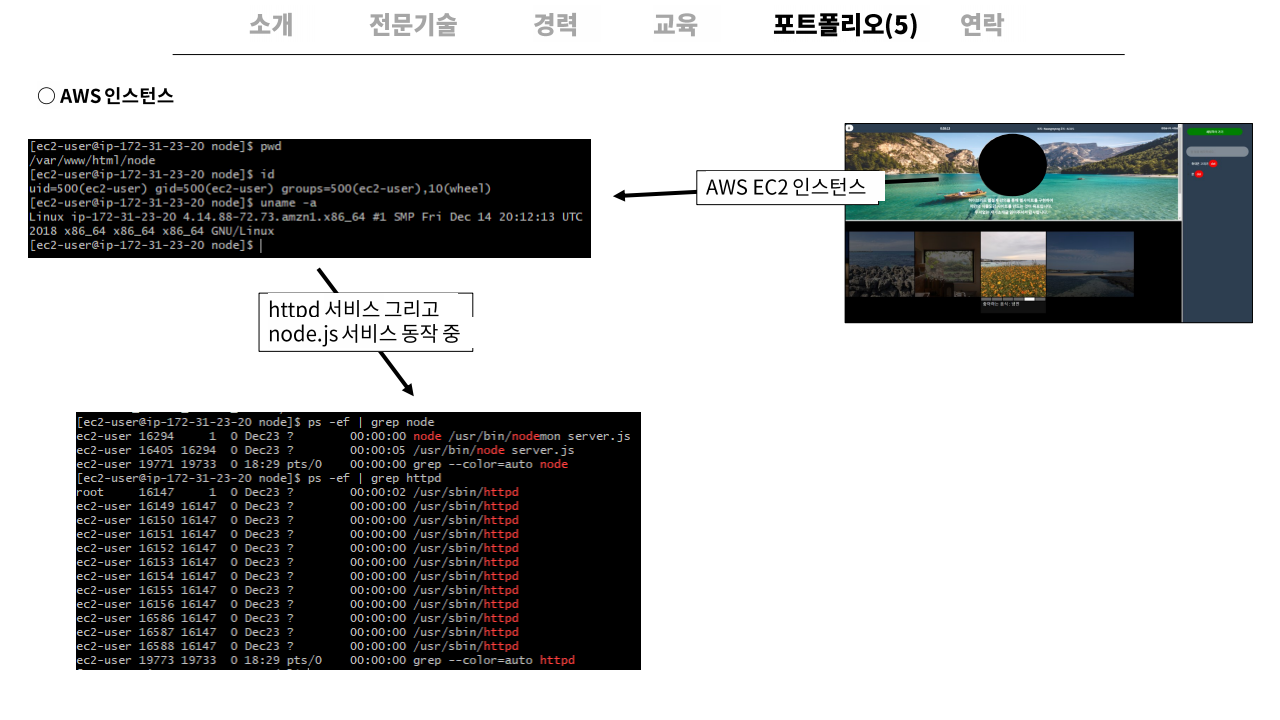 소개 전문기술 경력 교육 포트폴리오(5) 연락
○ AWS 인스턴스
[ec2-user@ip-172-31-23-20 node]$ pwd
/var/www/html/node
[ec2-user@ip-172-31-23-20 node]$ id
uid=500(ec2-user) gid=500(ec2-user) groups=500(ec2-user),10(wheel)
[ec2-user@ip-172-31-23-20 node]$ uname -a
Linux ip-172-31-23-20 4.14.88-72.73.amzn1.x86_64 #1 SMP Fri Dec 14 20:12:13 UTC
2018 x86_64 x86_64 x86_64 GNU/Linux
[ec2-user@ip-172-31-23-20 node]$
AWS EC2 인스턴스
httpd 서비스 그리고
node.js 서비스 동작 중
[ec2-user@ip-172-31-23-20 node]$ ps -ef | grep node
ec2-user 16294 1 0 Dec23 ? 00:00:00 node /usr/bin/nodemon server.js
ec2-user 16405 16294 0 Dec23 ? 00:00:05 /usr/bin/node server.js
ec2-user 19771 19733 0 18:29 pts/0 00:00:00 grep --color=auto node
[ec2-user@ip-172-31-23-20 node]$ ps -ef | grep httpd
root 16147 1 0 Dec23 ? 00:00:02 /usr/sbin/httpd
ec2-user 16149 16147 0 Dec23 ? 00:00:00 /usr/sbin/httpd
ec2-user 16150 16147 0 Dec23 ? 00:00:00 /usr/sbin/httpd
ec2-user 16151 16147 0 Dec23 ? 00:00:00 /usr/sbin/httpd
ec2-user 16152 16147 0 Dec23 ? 00:00:00 /usr/sbin/httpd
ec2-user 16153 16147 0 Dec23 ? 00:00:00 /usr/sbin/httpd
ec2-user 16154 16147 0 Dec23 ? 00:00:00 /usr/sbin/httpd
ec2-user 16155 16147 0 Dec23 ? 00:00:00 /usr/sbin/httpd
ec2-user 16156 16147 0 Dec23 ? 00:00:00 /usr/sbin/httpd
ec2-user 16586 16147 0 Dec23 ? 00:00:00 /usr/sbin/httpd
ec2-user 16587 16147 0 Dec23 ? 00:00:00 /usr/sbin/httpd
ec2-user 16588 16147 0 Dec23 ? 00:00:00 /usr/sbin/httpd
ec2-user 19773 19733 0 18:29 pts/0 00:00:00 grep --color=auto httpd